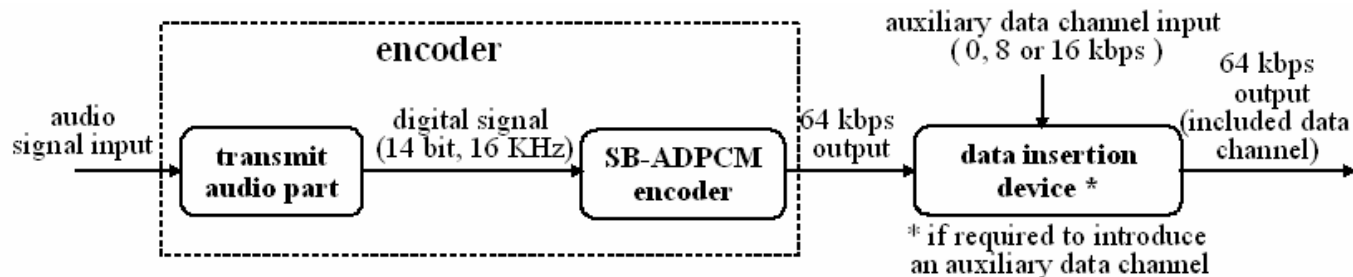 encoder
audio
signal input
transmit
audio part
digital signal
(14 bit, 16 KHz)
SB-ADPCM
encoder
64 kbps
output
auxiliary data channel input
( 0, 8 or 16 kbps )
data insertion
device *
* if required to introduce
an auxiliary data channel
64 kbps
output
(included data
channel)